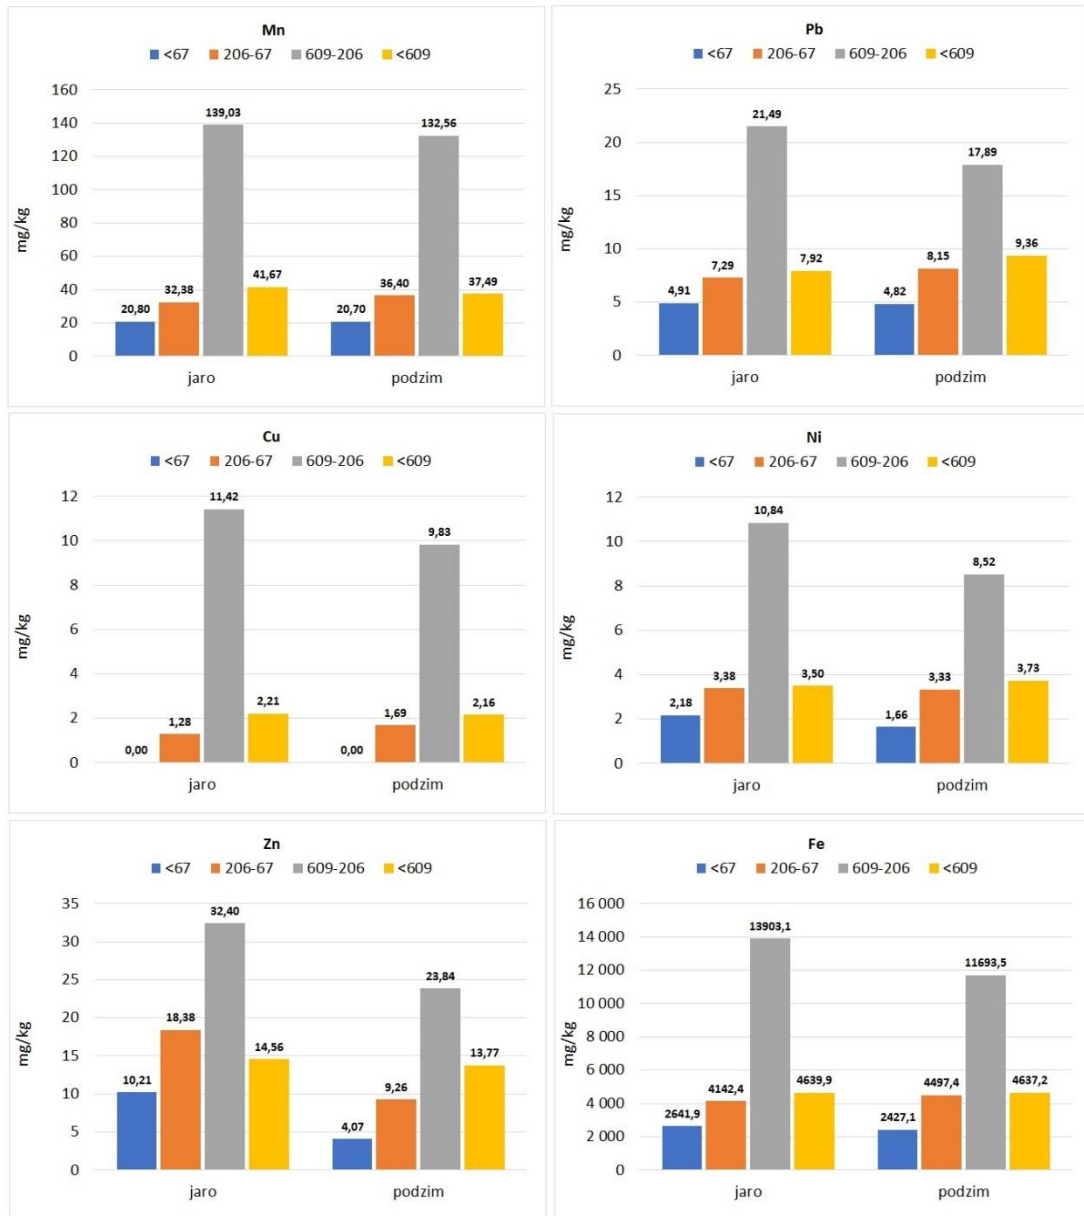 Mn
<67 206-67 609-206 <609
mg/kg
160
140
120
100
80
60
40
20
0
20,80 32,38 139,03 41,67 20,70 36,40 132,56 37,49
jaro podzim
Pb
<67 206-67 609-206 <609
mg/kg
25
20
15
10
5
0
4,91 7,29 21,49 7,92 4,82 8,15 17,89 9,36
jaro podzim
Cu
<67 206-67 609-206 <609
mg/kg
12
10
8
6
4
2
0
0,00 1,28 11,42 2,21 0,00 1,69 9,83 2,16
jaro podzim
Ni
<67 206-67 609-206 <609
mg/kg
12
10
8
6
4
2
0
2,18 3,38 10,84 3,50 1,66 3,33 8,52 3,73
jaro podzim
Zn
<67 206-67 609-206 <609
mg/kg
35
30
25
20
15
10
5
0
10,21 18,38 32,40 14,56 4,07 9,26 23,84 13,77
jaro podzim
Fe
<67 206-67 609-206 <609
mg/kg
16 000
14 000
12 000
10 000
8 000
6 000
4 000
2 000
0
2641,9 4142,4 13903,1 4639,9 2427,1 4497,4 11693,5 4637,2
jaro podzim